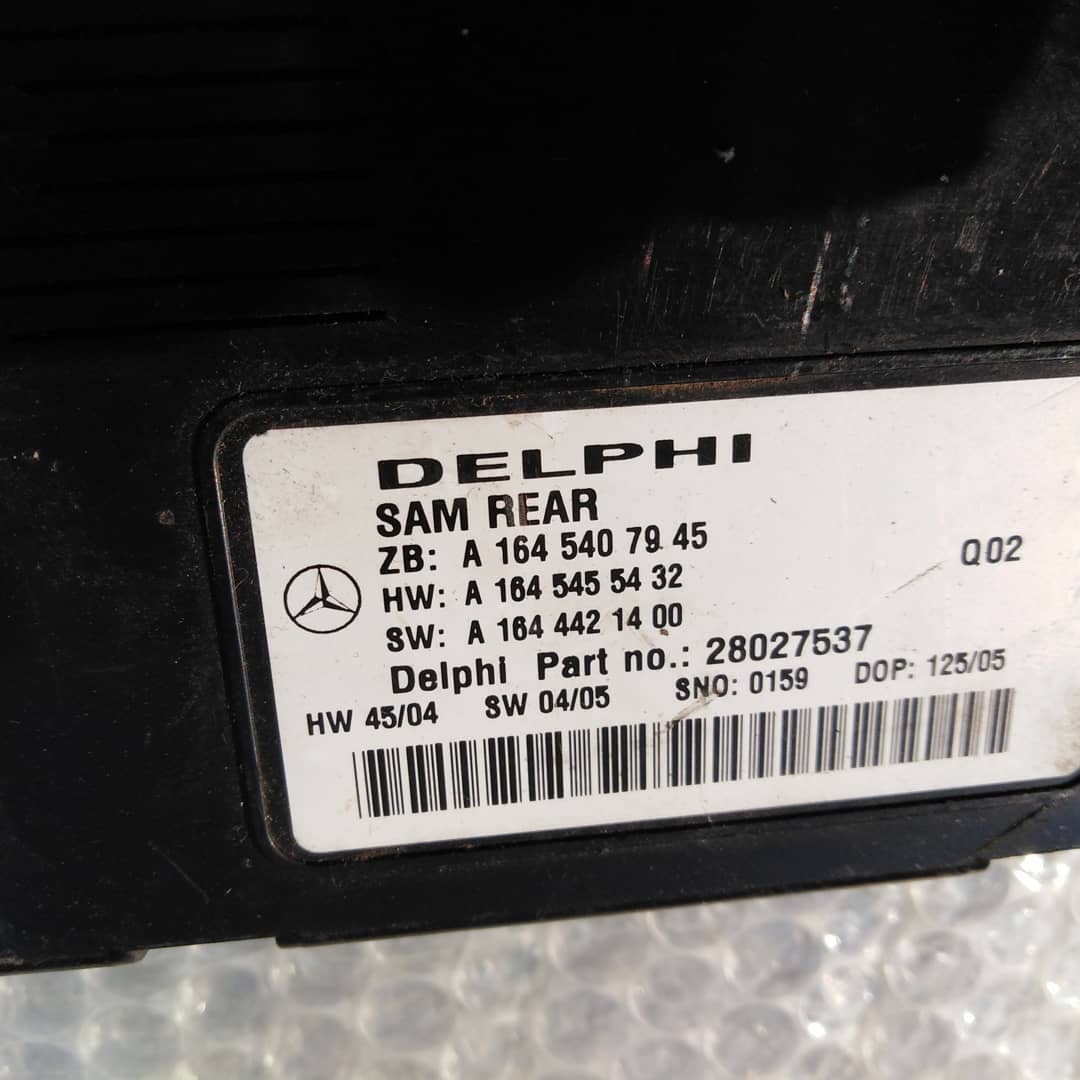 DELPHI
SAM REAR
ZB: A 164 540 79 45
HW: A 164 545 54 32
SW: A 164 442 14 00
Q02
Delphi Part no.: 28027537
HW 45/04 SW 04/05 SNO: 0159 DOP: 125/05